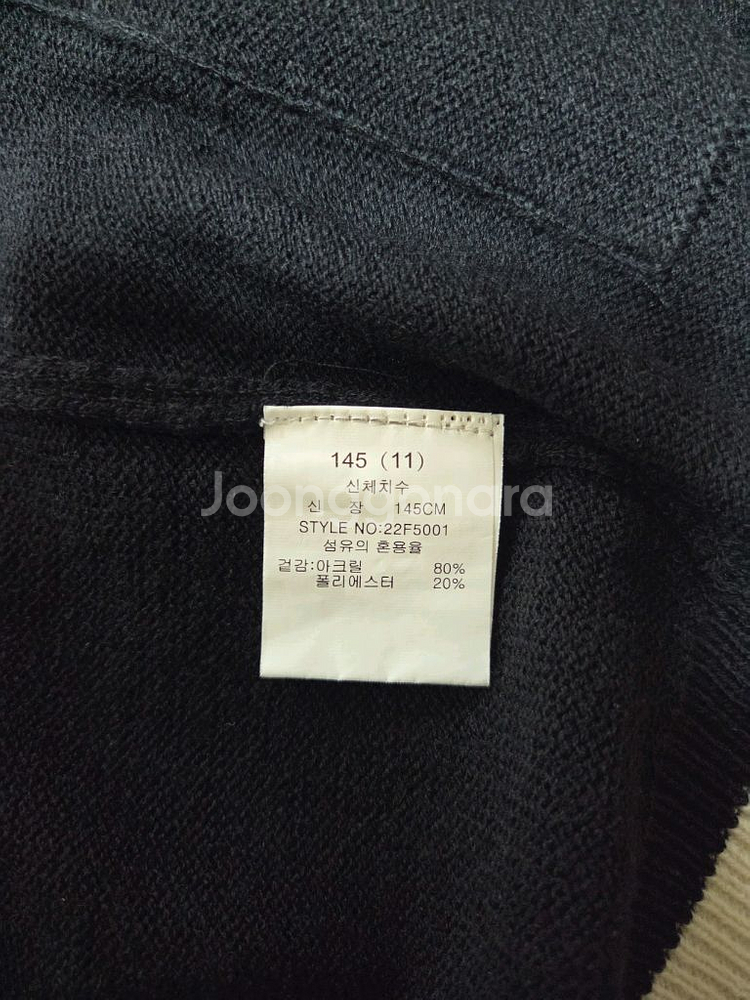 145 (11)
신체치수
신 장 145CM
STYLE NO:22F5001
섬유의 혼용율
겉감:아크릴 80%
폴리에스터 20%
Joonggonara